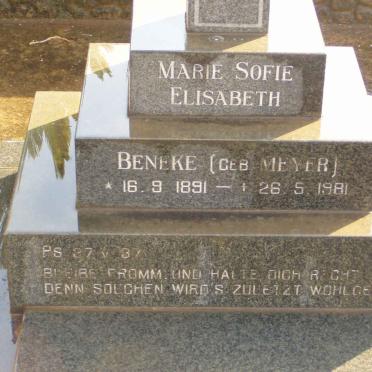 MARIE SOFIE
ELISABETH
BENEKE (GEB MEYER)
* 16.9 1891 – + 26.5 1981
PS 37 V 37
BLEIBE FROMM UND HALTE DICH RECHT
DENN SOLCHEN WIRD'S ZULETZT WOHLGE